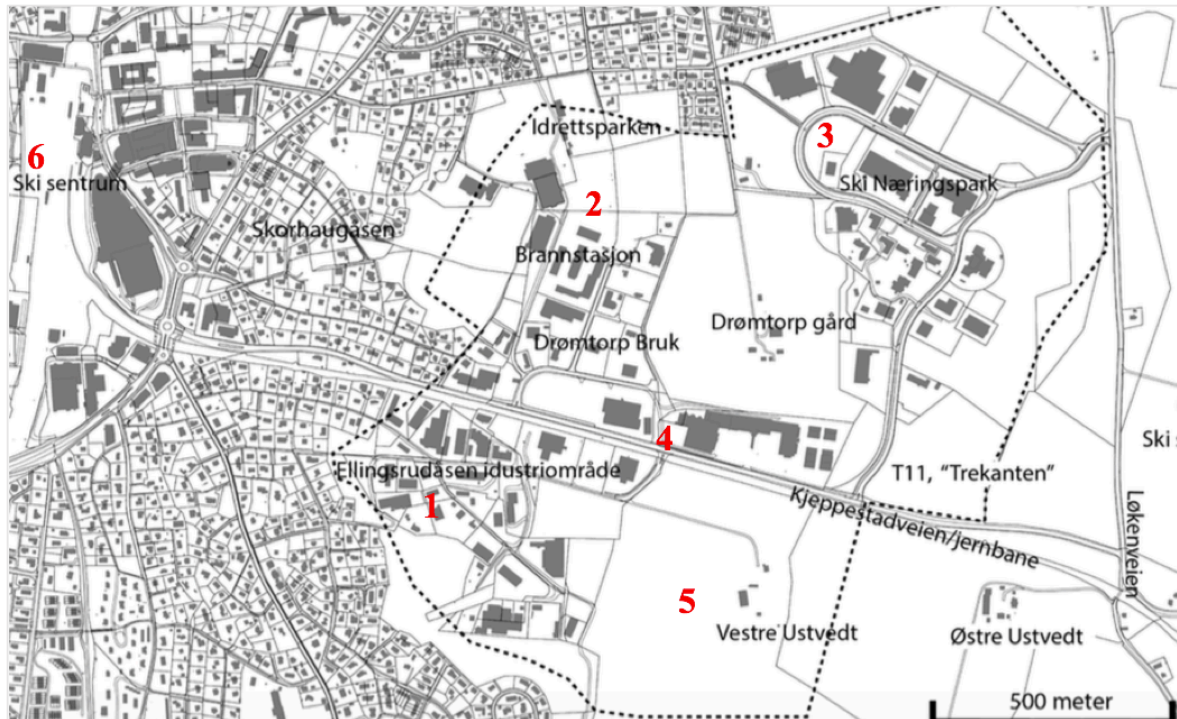 Idrettsparken
3
6
Ski sentrum
Ski Næringspark
2
Skorhaugåsen
Brannstasjon
Drømtorp gård
Drømtorp Bruk
4
Ski s
Ellingsrudåsen idustriområde
T11, "Trekanten"
1
Kjeppestadveien/jernbane
Løkenveien
5
Vestre Ustvedt
Østre Ustvedt
500 meter